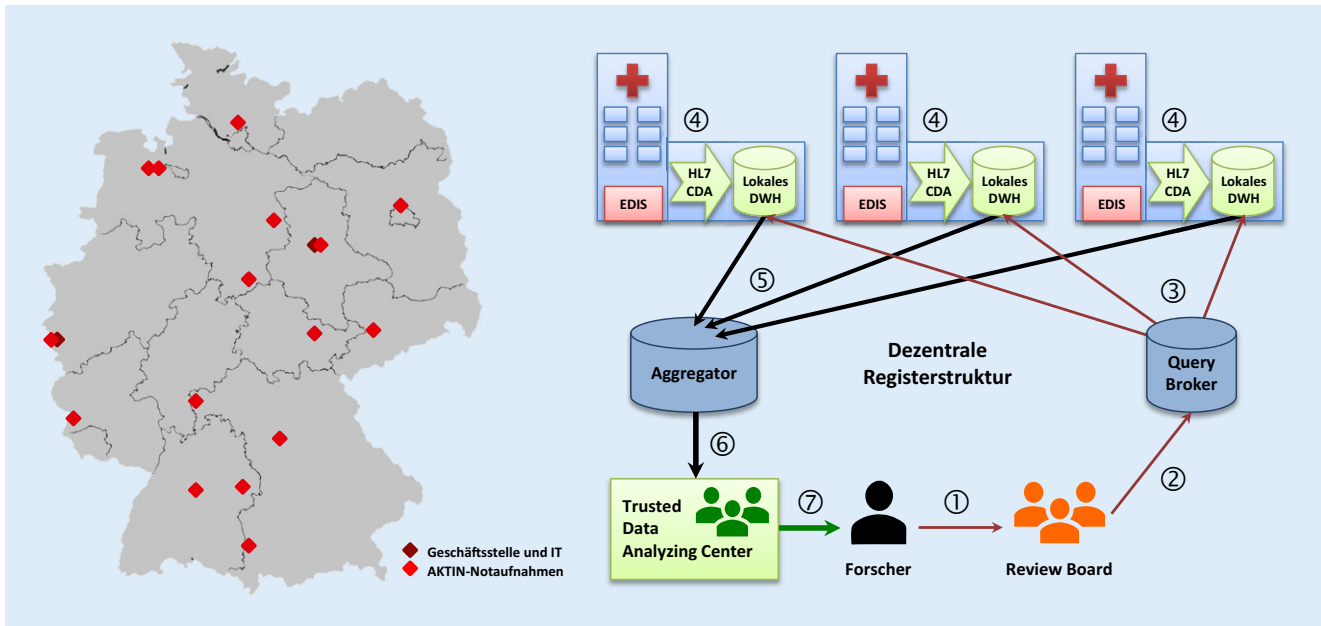 Geschäftsstelle und IT
AKTIN-Notaufnahmen
④
④
④
HL7
CDA
Lokales
DWH
EDIS
HL7
CDA
Lokales
DWH
EDIS
HL7
CDA
Lokales
DWH
EDIS
⑤
③
Aggregator
Dezentrale
Registerstruktur
Query
Broker
⑥
②
Trusted
Data
Analyzing Center
⑦
①
Forscher
Review Board